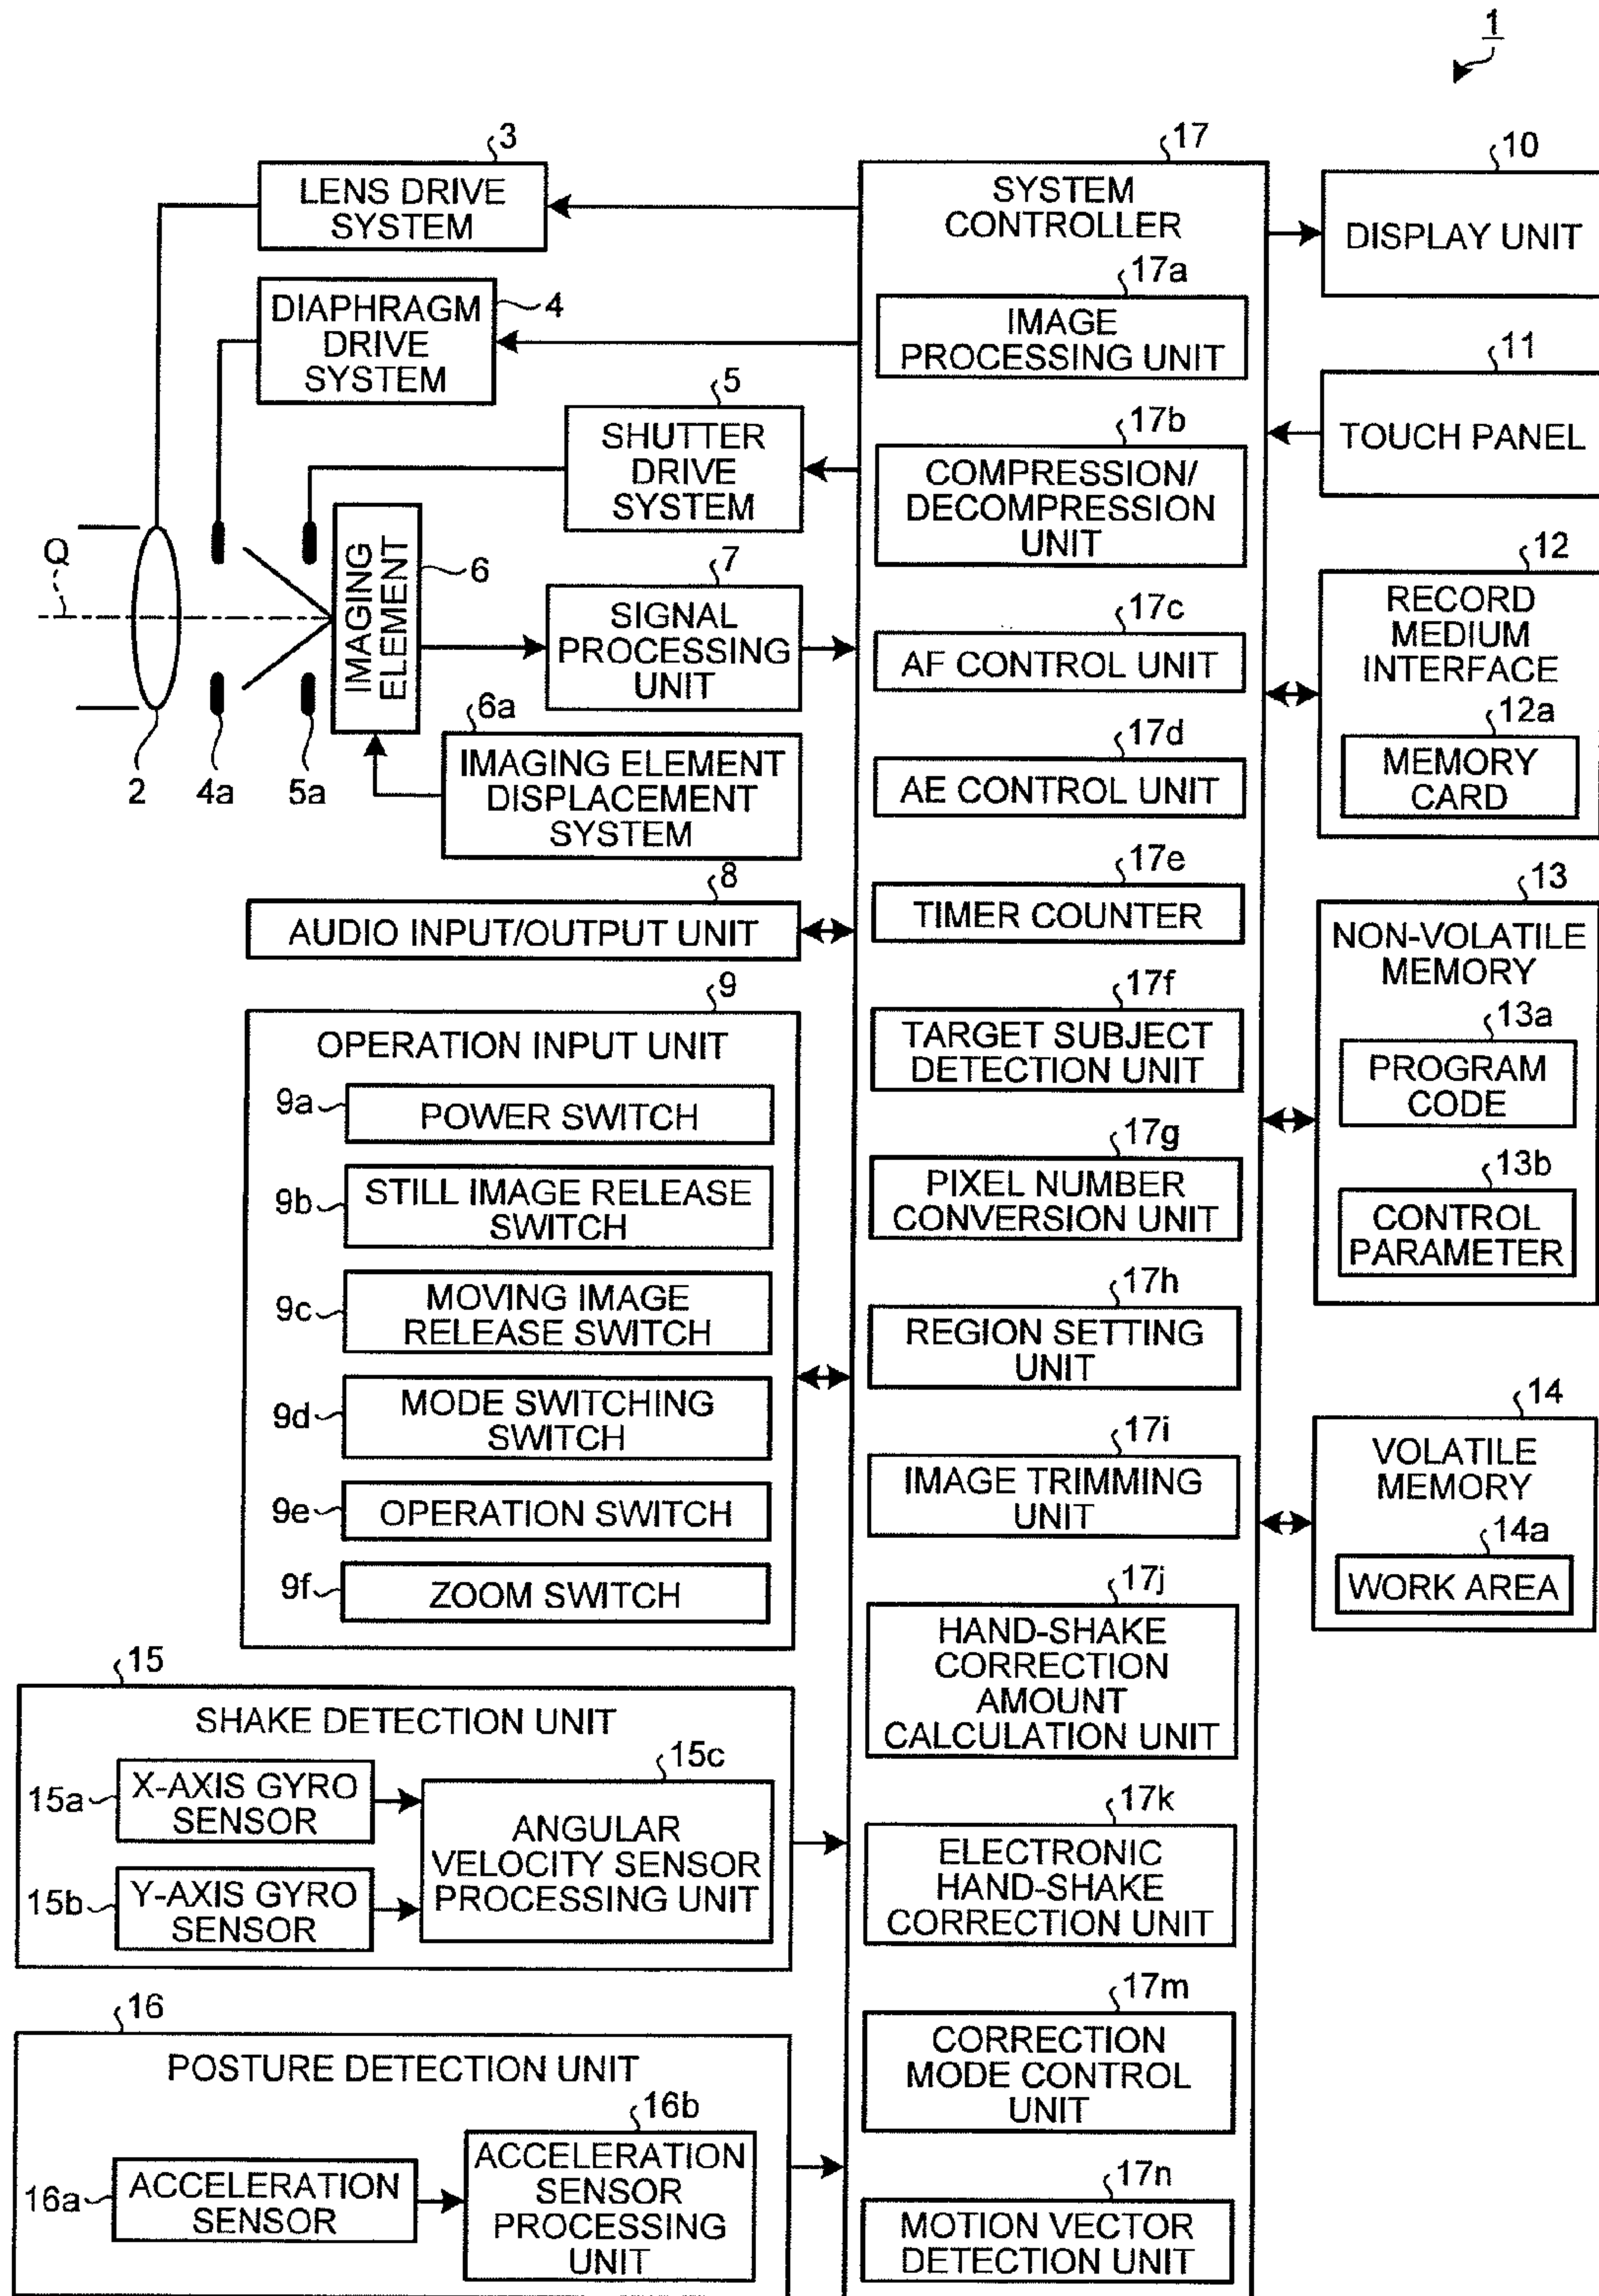 1
3
LENS DRIVE
SYSTEM
4
DIAPHRAGM
DRIVE
SYSTEM
5
SHUTTER
DRIVE
SYSTEM
Q
IMAGING
ELEMENT
6
7
SIGNAL
PROCESSING
UNIT
2
4a
5a
6a
IMAGING ELEMENT
DISPLACEMENT
SYSTEM
8
AUDIO INPUT/OUTPUT UNIT
9
OPERATION INPUT UNIT
9a
POWER SWITCH
9b
STILL IMAGE RELEASE
SWITCH
9c
MOVING IMAGE
RELEASE SWITCH
9d
MODE SWITCHING
SWITCH
9e
OPERATION SWITCH
9f
ZOOM SWITCH
15
SHAKE DETECTION UNIT
15a
X-AXIS GYRO
SENSOR
15b
Y-AXIS GYRO
SENSOR
15c
ANGULAR
VELOCITY SENSOR
PROCESSING UNIT
16
POSTURE DETECTION UNIT
16a
ACCELERATION
SENSOR
16b
ACCELERATION
SENSOR
PROCESSING
UNIT
17
SYSTEM
CONTROLLER
17a
IMAGE
PROCESSING UNIT
17b
COMPRESSION/
DECOMPRESSION
UNIT
17c
AF CONTROL UNIT
17d
AE CONTROL UNIT
17e
TIMER COUNTER
17f
TARGET SUBJECT
DETECTION UNIT
17g
PIXEL NUMBER
CONVERSION UNIT
17h
REGION SETTING
UNIT
17i
IMAGE TRIMMING
UNIT
17j
HAND-SHAKE
CORRECTION
AMOUNT
CALCULATION UNIT
17k
ELECTRONIC
HAND-SHAKE
CORRECTION UNIT
17m
CORRECTION
MODE CONTROL
UNIT
17n
MOTION VECTOR
DETECTION UNIT
10
DISPLAY UNIT
11
TOUCH PANEL
12
RECORD
MEDIUM
INTERFACE
12a
MEMORY
CARD
13
NON-VOLATILE
MEMORY
13a
PROGRAM
CODE
13b
CONTROL
PARAMETER
14
VOLATILE
MEMORY
14a
WORK AREA